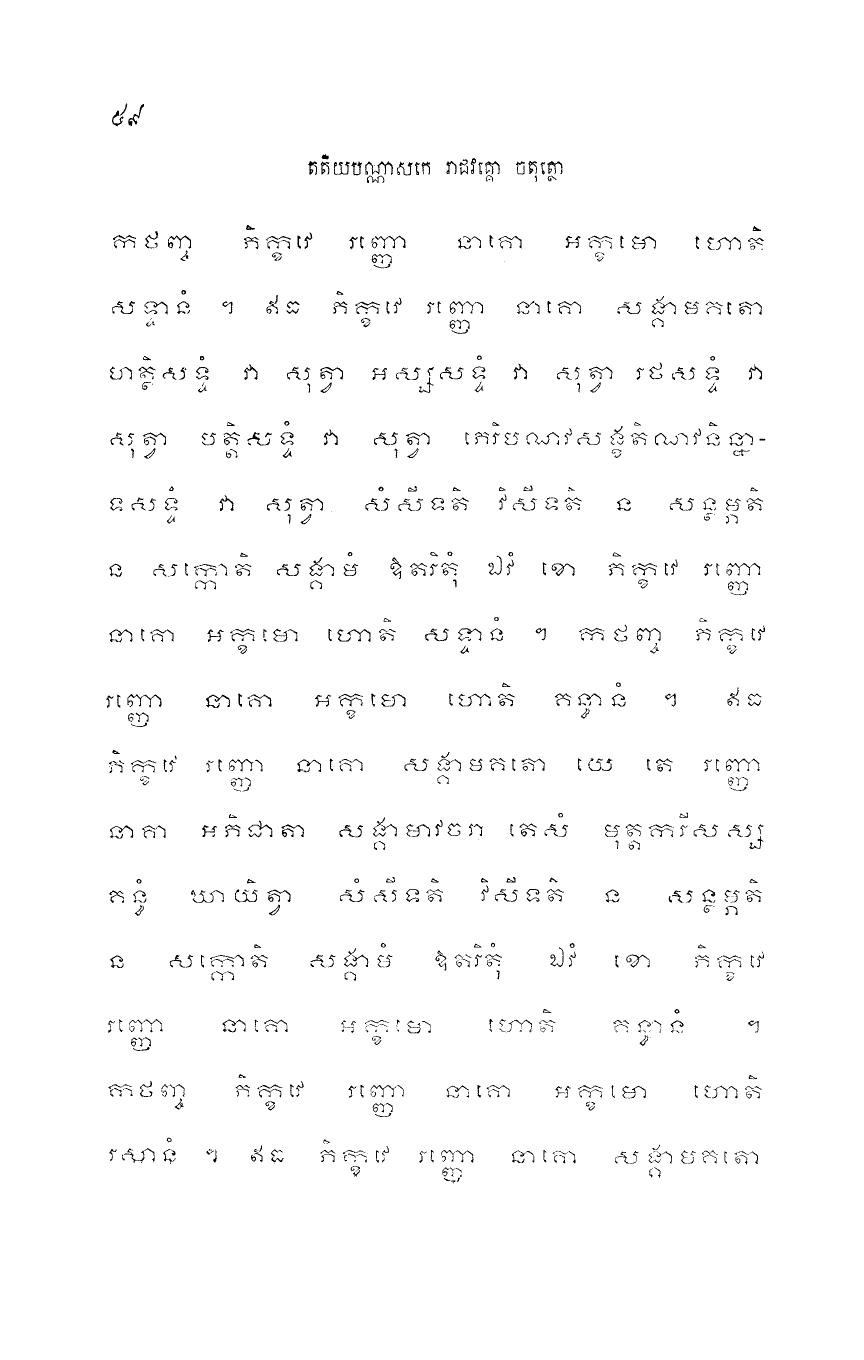 ៥៩
តតិយបណ្ណាសកេ រាជវគ្គោ ចតុត្ថោ
កថញ្ច ភិក្ខវេ រញ្ញោ នាគោ អក្ខមោ ហោតិ
សទ្ទានំ ។ ឥធ ភិក្ខវេ រញ្ញោ នាគោ សង្គាមគតោ
ហត្ថិសទ្ទំ វា សុត្វា អស្សសទ្ទំ វា សុត្វា រថសទ្ទំ វា
សុត្វា បត្តិសទ្ទំ វា សុត្វា ភេរិបណវសង្ខតិណវនិន្នា-
ទសទ្ទំ វា សុត្វា សំសីទតិ វិសីទតិ ន សន្ថម្ភតិ
ន សក្កោតិ សង្គាមំ ឱតរិតុំ ឯវំ ខោ ភិក្ខវេ រញ្ញោ
នាគោ អក្ខមោ ហោតិ សទ្ទានំ ។ កថញ្ច ភិក្ខវេ
រញ្ញោ នាគោ អក្ខមោ ហោតិ គន្ធានំ ។ ឥធ
ភិក្ខវេ រញ្ញោ នាគោ សង្គាមគតោ យេ តេ រញ្ញោ
នាគា អភិជាតា សង្គាមាវចរា តេសំ មុត្តការីសស្ស
គន្ធំ ឃាយិត្វា សំសីទតិ វិសីទតិ ន សន្ថម្ភតិ
ន សក្កោតិ សង្គាមំ ឱតរិតុំ ឯវំ ខោ ភិក្ខវេ
រញ្ញោ នាគោ អក្ខមោ ហោតិ គន្ធានំ ។
កថញ្ច ភិក្ខវេ រញ្ញោ នាគោ អក្ខមោ ហោតិ
រសានំ ។ ឥធ ភិក្ខវេ រញ្ញោ នាគោ សង្គាមគតោ